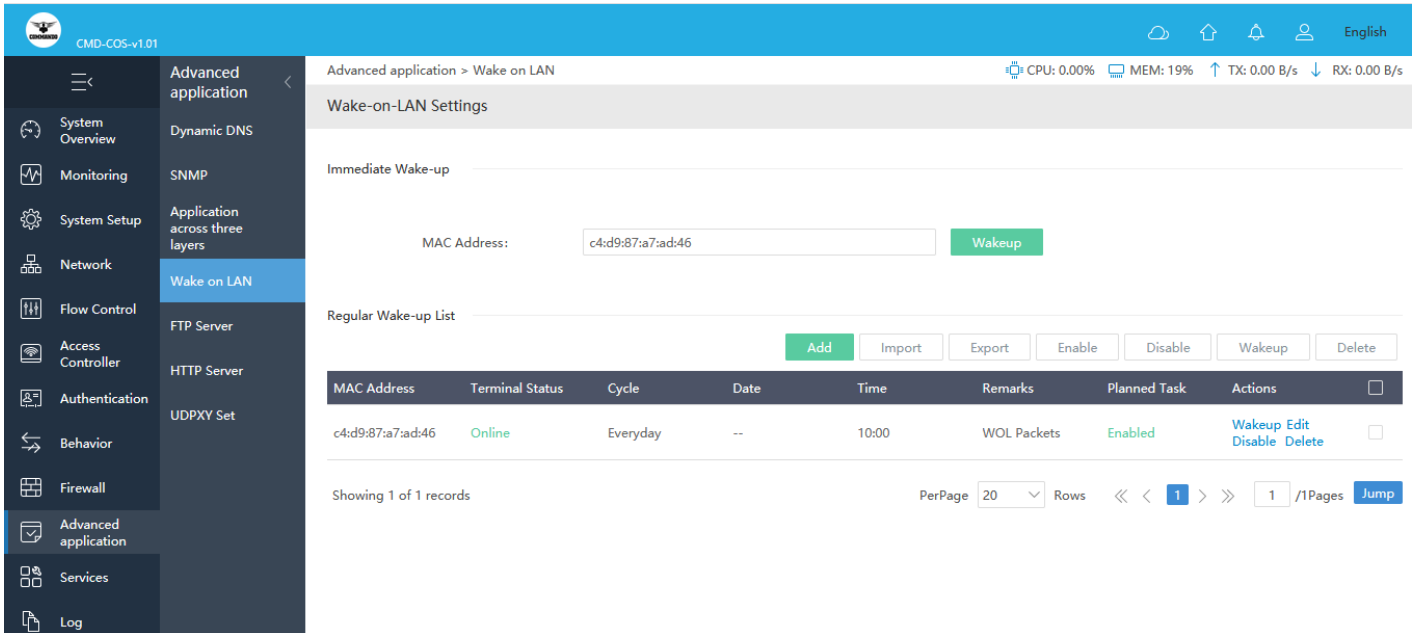 COMMANDO
CMD-COS-v1.01
English
Advanced application
Advanced application > Wake on LAN
CPU: 0.00% MEM: 19% TX: 0.00 B/s RX: 0.00 B/s
Wake-on-LAN Settings
System Overview
Monitoring
System Setup
Network
Flow Control
Access Controller
Authentication
Behavior
Firewall
Advanced application
Services
Log
Dynamic DNS
SNMP
Application across three layers
Wake on LAN
FTP Server
HTTP Server
UDPXY Set
Immediate Wake-up
MAC Address: c4:d9:87:a7:ad:46 Wakeup
Regular Wake-up List
Add Import Export Enable Disable Wakeup Delete
MAC Address Terminal Status Cycle Date Time Remarks Planned Task Actions
c4:d9:87:a7:ad:46 Online Everyday -- 10:00 WOL Packets Enabled Wakeup Edit
Disable Delete
Showing 1 of 1 records PerPage 20 Rows 1 1 /1Pages Jump